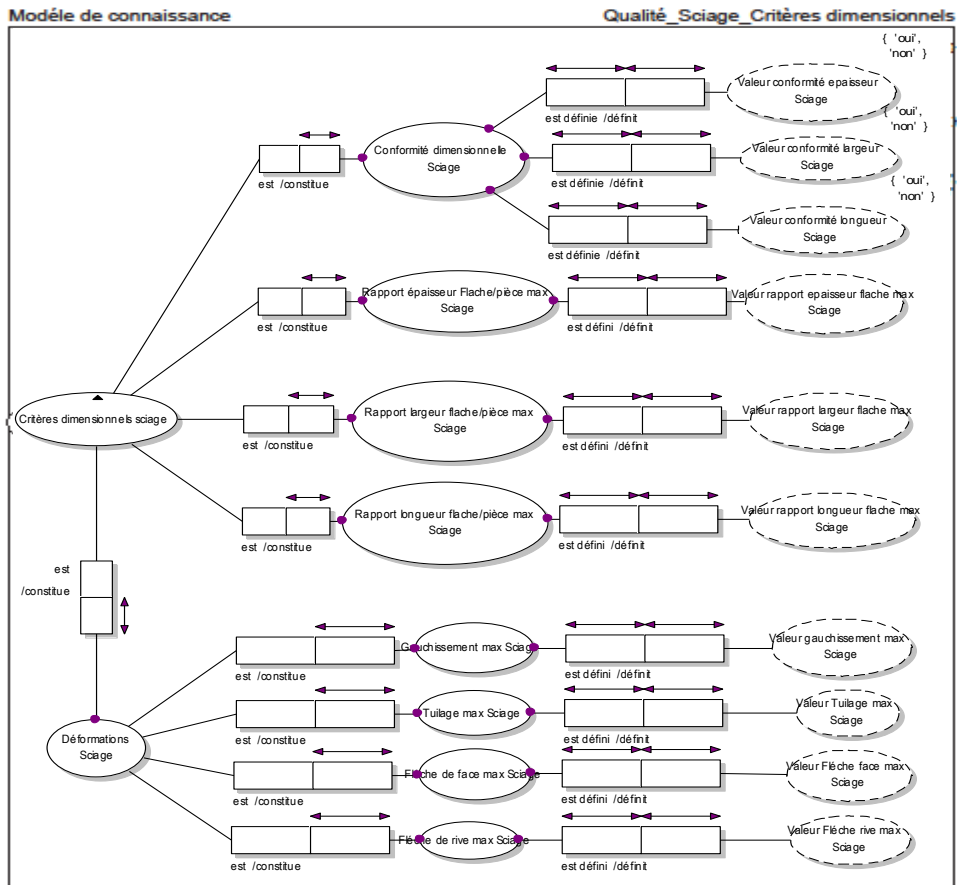 Modéle de connaissance
Qualité_Sciage_Critères dimensionnels
{ 'oui',
'non' }
Valeur conformité epaisseur
Sciage
est définie /définit
{ 'oui',
'non' }
Conformité dimensionnelle
Sciage
est /constitue
Valeur conformité largeur
Sciage
est définie /définit
{ 'oui',
'non' }
Valeur conformité longueur
Sciage
est définie /définit
Rapport épaisseur Flache/pièce max
Sciage
est /constitue
est défini /définit
Valeur rapport epaisseur flache max
Sciage
Critères dimensionnels sciage
Rapport largeur flache/pièce max
Sciage
est /constitue
est défini /définit
Valeur rapport largeur flache max
Sciage
Rapport longueur flache/pièce max
Sciage
est /constitue
est défini /définit
Valeur rapport longueur flache max
Sciage
est
/constitue
Gauchissement max Sciage
est /constitue
est défini /définit
Valeur gauchissement max
Sciage
Déformations
Sciage
Tuilage max Sciage
est /constitue
est défini /définit
Valeur Tuilage max
Sciage
Fléche de face max Sciage
est /constitue
est défini /définit
Valeur Fléche face max
Sciage
Fléche de rive max Sciage
est /constitue
est défini /définit
Valeur Fléche rive max
Sciage